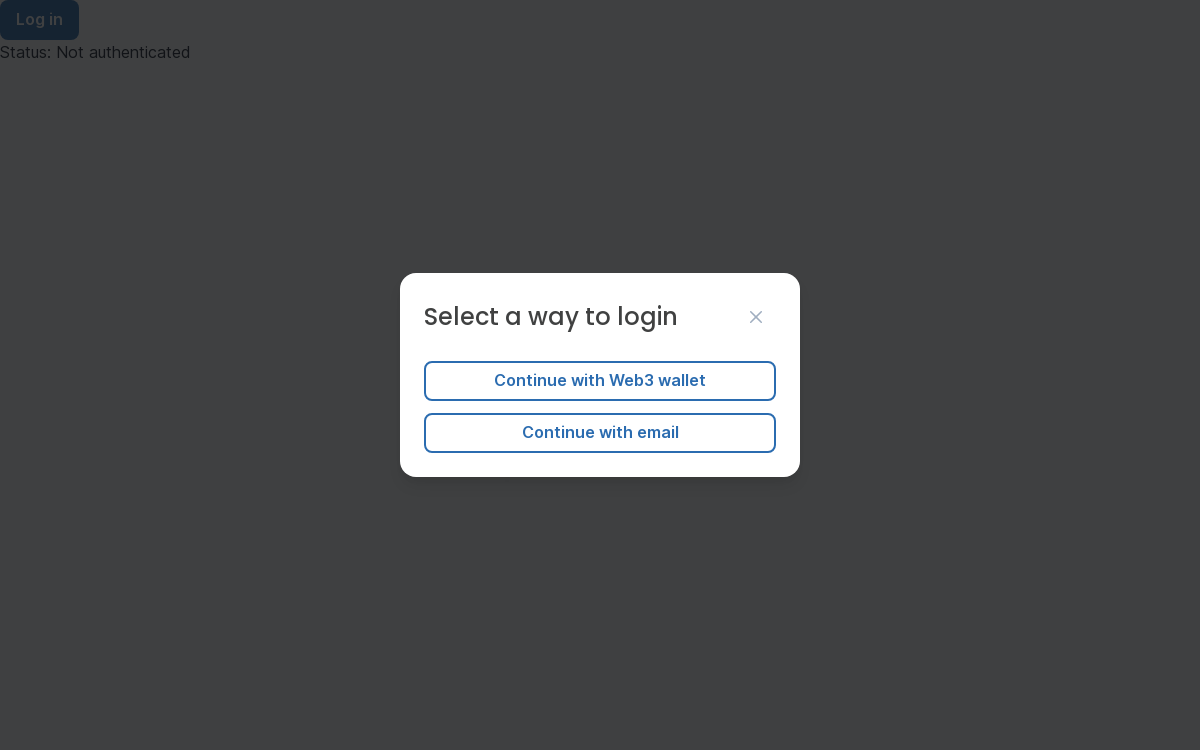 Log in
Status: Not authenticated
Select a way to login
Continue with Web3 wallet
Continue with email